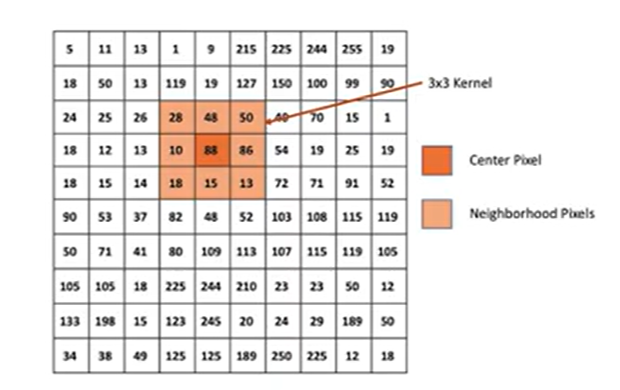 5 11 13 1 9 215 225 244 255 19
18 50 13 119 19 127 150 100 99 90
3x3 Kernel
24 25 26 28 48 50 40 70 15 1
18 12 13 10 88 86 54 19 25 19
Center Pixel
18 15 14 18 15 13 72 71 91 52
90 53 37 82 48 52 103 108 115 119
Neighborhood Pixels
50 71 41 80 109 113 107 115 119 105
105 105 18 225 244 210 23 23 50 12
133 198 15 123 245 20 24 29 189 50
34 38 49 125 125 189 250 225 12 18